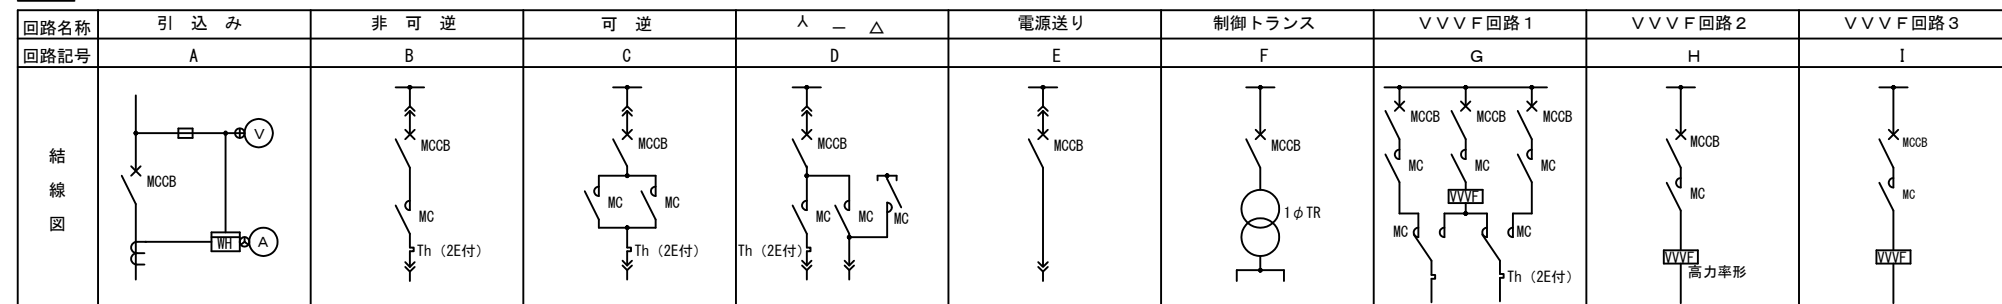 回路名称 引込み 非可逆 可逆 人 − △ 電源送り 制御トランス VVVF回路1 VVVF回路2 VVVF回路3
回路記号 A B C D E F G H I
結線図
V
MCCB
WH A
MCCB
MC
Th (2E付)
MCCB
MC MC
Th (2E付)
MCCB
MC MC MC
Th (2E付)
MCCB
MCCB
1φTR
MCCB MCCB MCCB
MC MC MC
VVVF
MC MC
Th (2E付)
MCCB
MC
VVVF
高力率形
MCCB
MC
VVVF